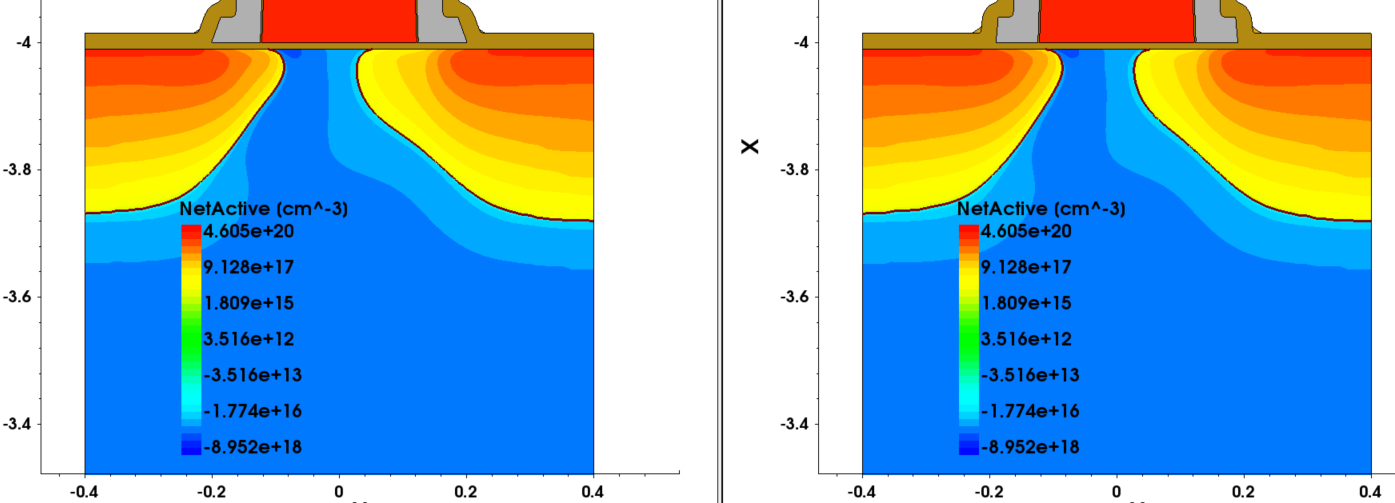 -4
-3.8
-3.6
-3.4
NetActive (cm^-3)
4.605e+20
9.128e+17
1.809e+15
3.516e+12
-3.516e+13
-1.774e+16
-8.952e+18
-0.4 -0.2 0 0.2 0.4
X
-4
-3.8
-3.6
-3.4
NetActive (cm^-3)
4.605e+20
9.128e+17
1.809e+15
3.516e+12
-3.516e+13
-1.774e+16
-8.952e+18
-0.4 -0.2 0 0.2 0.4